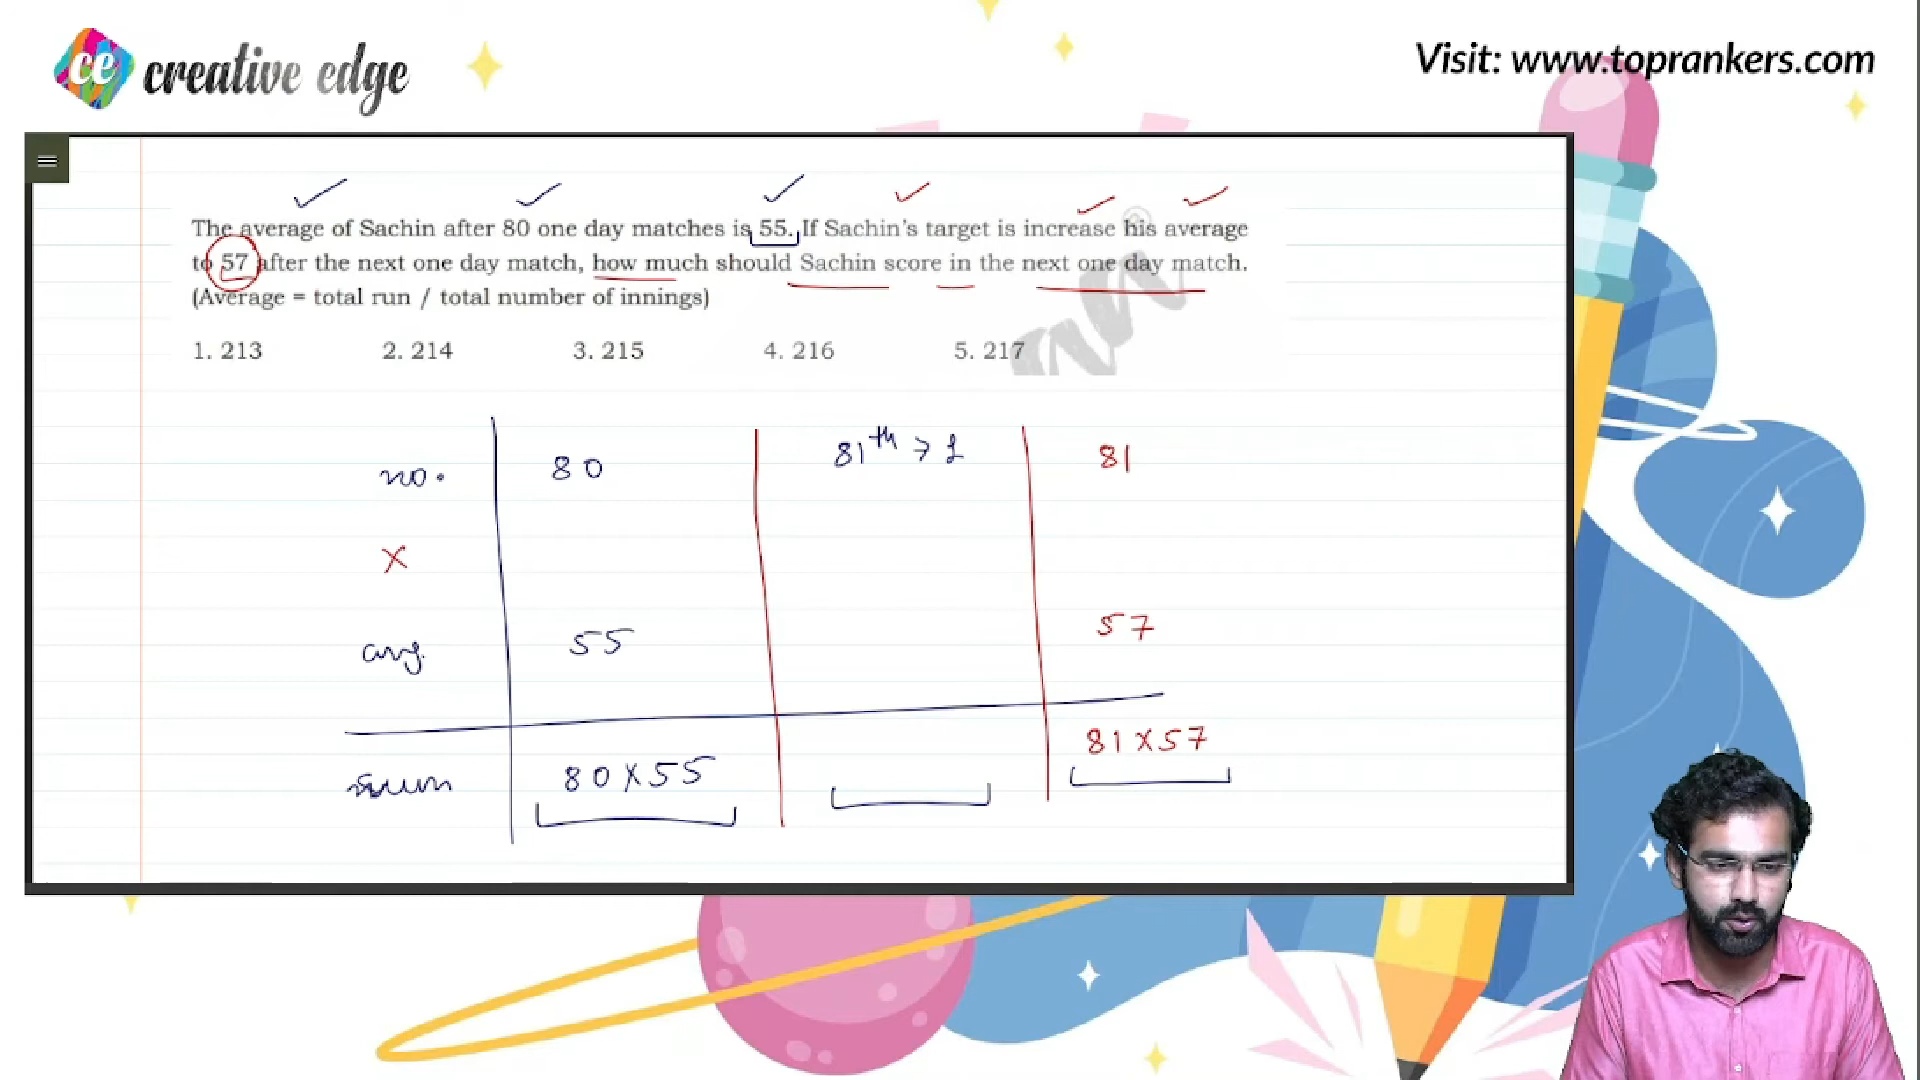 ce creative edge
Visit: www.toprankers.com
The average of Sachin after 80 one day matches is 55. If Sachin's target is increase his average
to 57 after the next one day match, how much should Sachin score in the next one day match.
(Average = total run / total number of innings)
1. 213 2. 214 3. 215 4. 216 5. 217
no. 80 81th → 1 81
X
avg. 55 57
sum 80 X 55 81 X 57